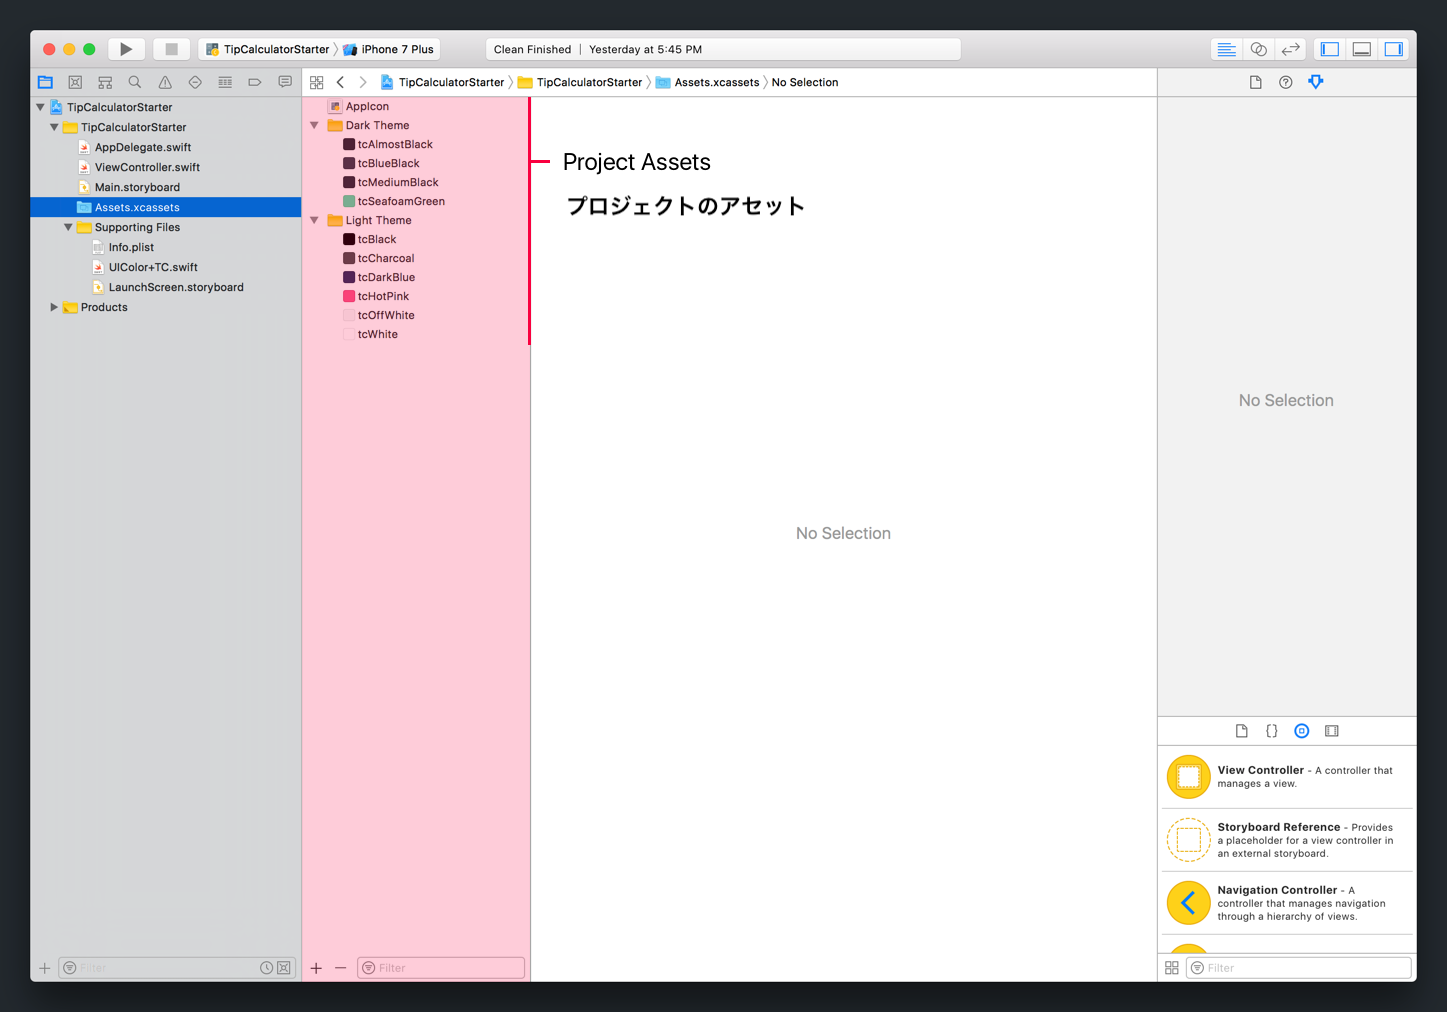 TipCalculatorStarter
iPhone 7 Plus
Clean Finished | Yesterday at 5:45 PM
TipCalculatorStarter
TipCalculatorStarter
Assets.xcassets
No Selection
TipCalculatorStarter
TipCalculatorStarter
AppDelegate.swift
ViewController.swift
Main.storyboard
Assets.xcassets
Supporting Files
Info.plist
UIColor+TC.swift
LaunchScreen.storyboard
Products
Filter
AppIcon
Dark Theme
tcAlmostBlack
tcBlueBlack
tcMediumBlack
tcSeafoamGreen
Light Theme
tcBlack
tcCharcoal
tcDarkBlue
tcHotPink
tcOffWhite
tcWhite
Filter
Project Assets
プロジェクトのアセット
No Selection
No Selection
View Controller - A controller that
manages a view.
Storyboard Reference - Provides
a placeholder for a view controller in
an external storyboard.
Navigation Controller - A
controller that manages navigation
through a hierarchy of views.
Filter